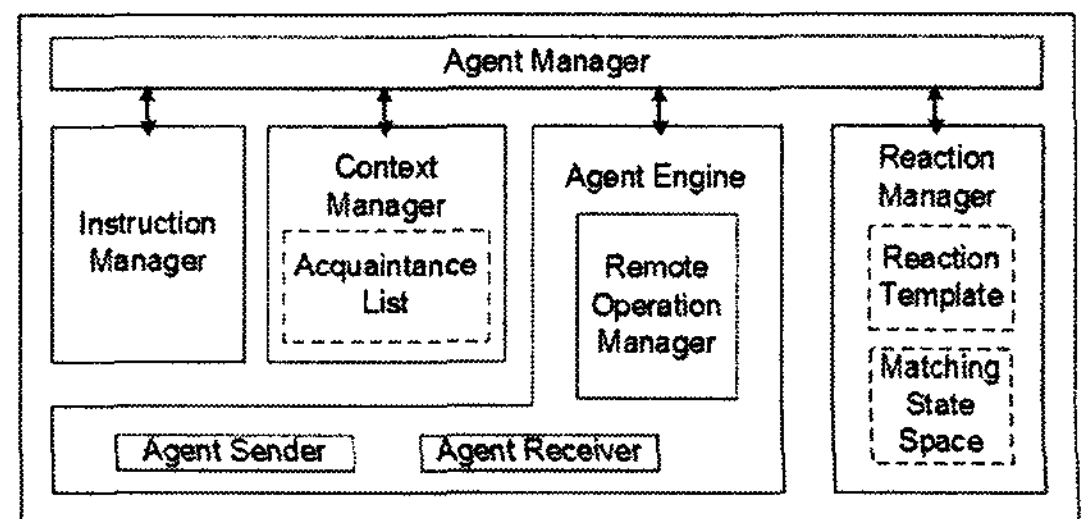 Agent Manager
Instruction
Manager
Context
Manager
Acquaintance
List
Agent Engine
Remote
Operation
Manager
Agent Sender
Agent Receiver
Reaction
Manager
Reaction
Template
Matching
State
Space